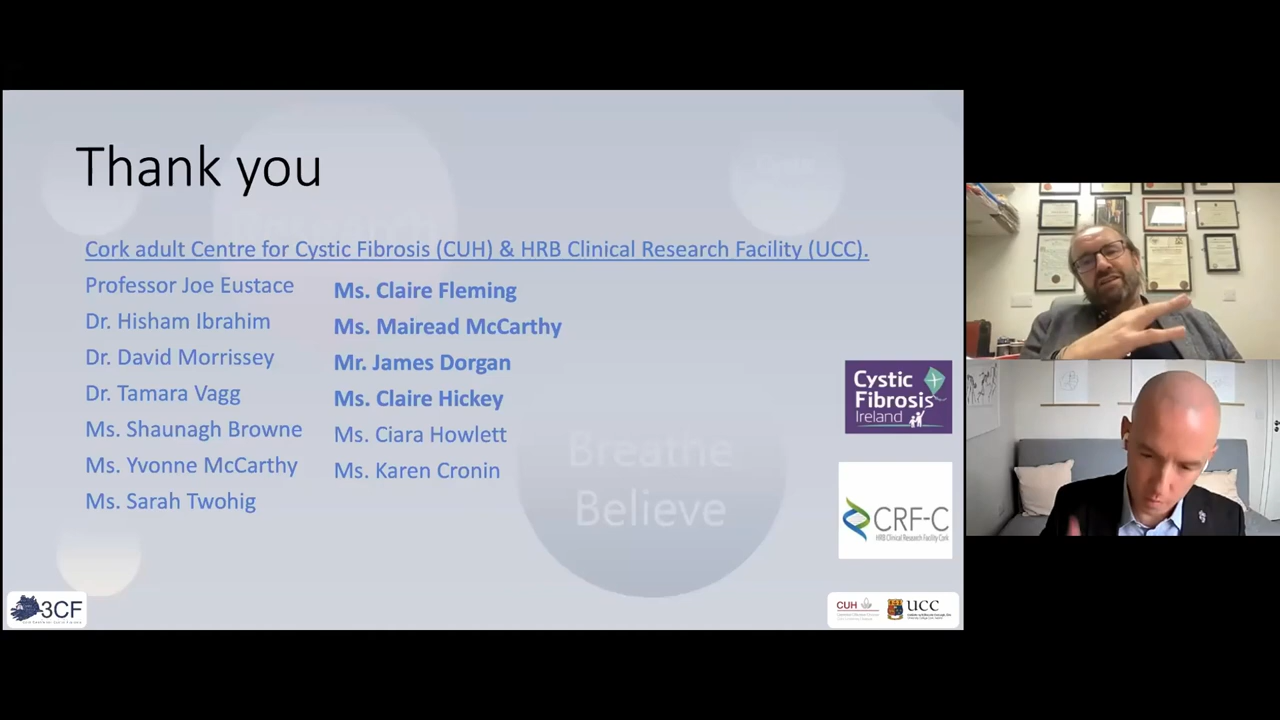 Thank you
Cork adult Centre for Cystic Fibrosis (CUH) & HRB Clinical Research Facility (UCC).
Professor Joe Eustace
Dr. Hisham Ibrahim
Dr. David Morrissey
Dr. Tamara Vagg
Ms. Shaunagh Browne
Ms. Yvonne McCarthy
Ms. Sarah Twohig
Ms. Claire Fleming
Ms. Mairead McCarthy
Mr. James Dorgan
Ms. Claire Hickey
Ms. Ciara Howlett
Ms. Karen Cronin
Research
Breathe
Believe
Cystic
Fibrosis
Ireland
CRF-C
HRB Clinical Research Facility Cork
3CF
CUH
UCC